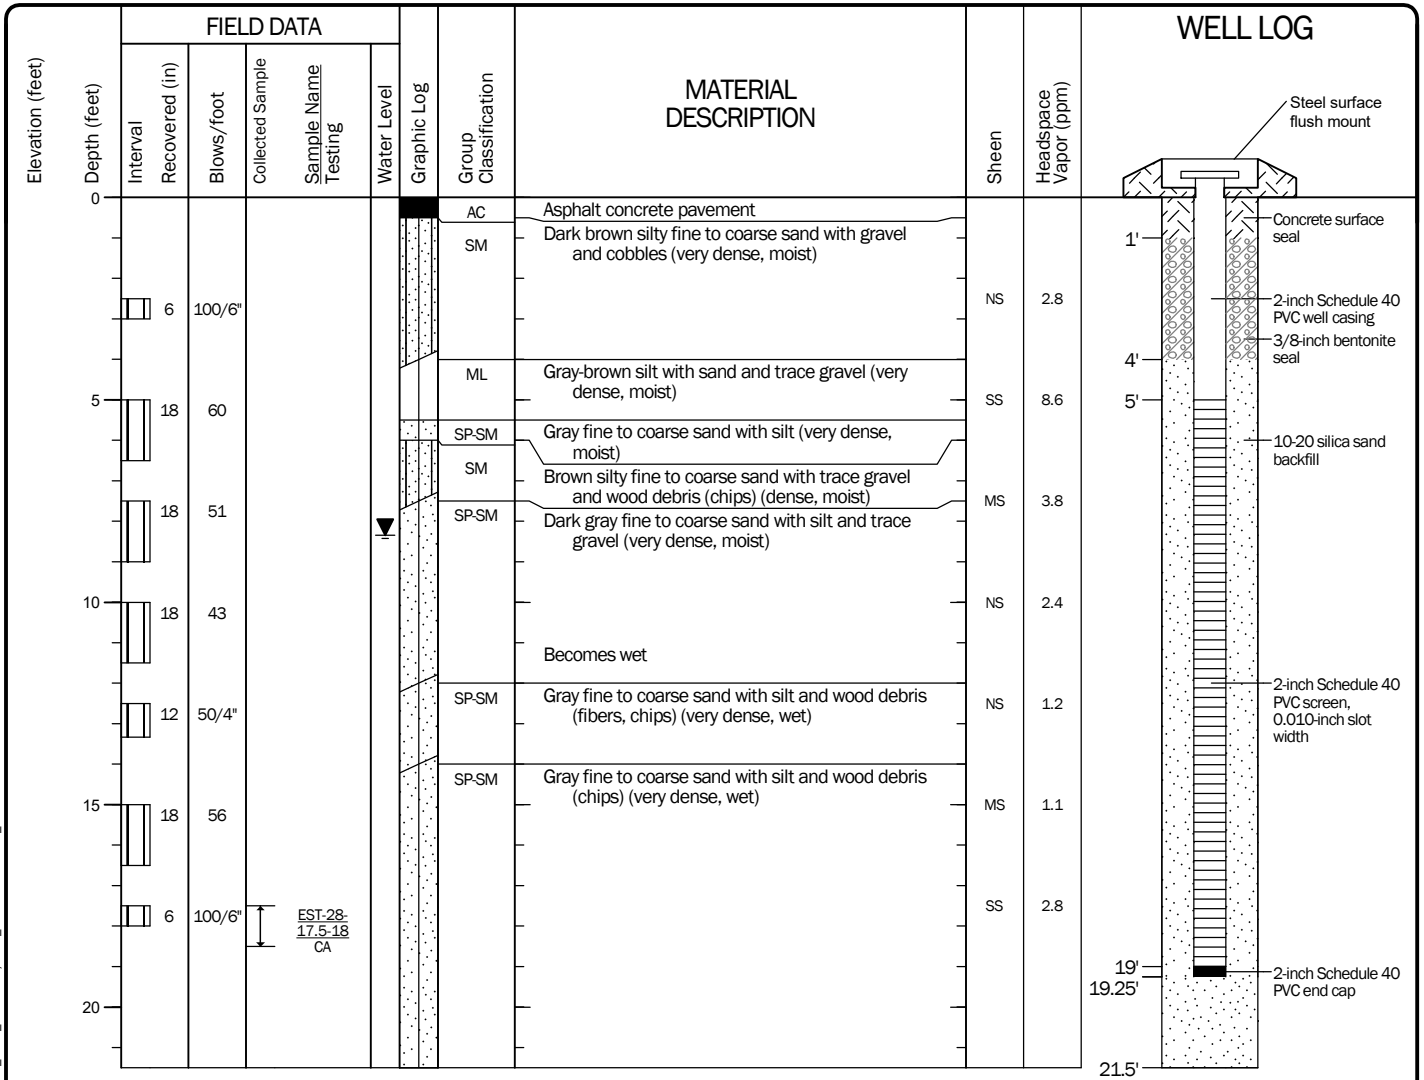 FIELD DATA
WELL LOG
Elevation (feet)
Depth (feet)
Interval
Recovered (in)
Blows/foot
Collected Sample
Sample Name
Testing
Water Level
Graphic Log
Group
Classification
MATERIAL
DESCRIPTION
Sheen
Headspace
Vapor (ppm)
Steel surface
flush mount
0
AC
Asphalt concrete pavement
SM
Dark brown silty fine to coarse sand with gravel
and cobbles (very dense, moist)
Concrete surface
seal
1'
6
100/6"
NS
2.8
2-inch Schedule 40
PVC well casing
3/8-inch bentonite
seal
4'
ML
Gray-brown silt with sand and trace gravel (very
dense, moist)
5
18
60
SS
8.6
5'
SP-SM
Gray fine to coarse sand with silt (very dense,
moist)
10-20 silica sand
backfill
SM
Brown silty fine to coarse sand with trace gravel
and wood debris (chips) (dense, moist)
18
51
MS
3.8
SP-SM
Dark gray fine to coarse sand with silt and trace
gravel (very dense, moist)
10
18
43
NS
2.4
Becomes wet
SP-SM
Gray fine to coarse sand with silt and wood debris
(fibers, chips) (very dense, wet)
12
50/4"
NS
1.2
2-inch Schedule 40
PVC screen,
0.010-inch slot
width
SP-SM
Gray fine to coarse sand with silt and wood debris
(chips) (very dense, wet)
15
18
56
MS
1.1
6
100/6"
EST-28-
17.5-18
CA
SS
2.8
19'
19.25'
2-inch Schedule 40
PVC end cap
20
21.5'